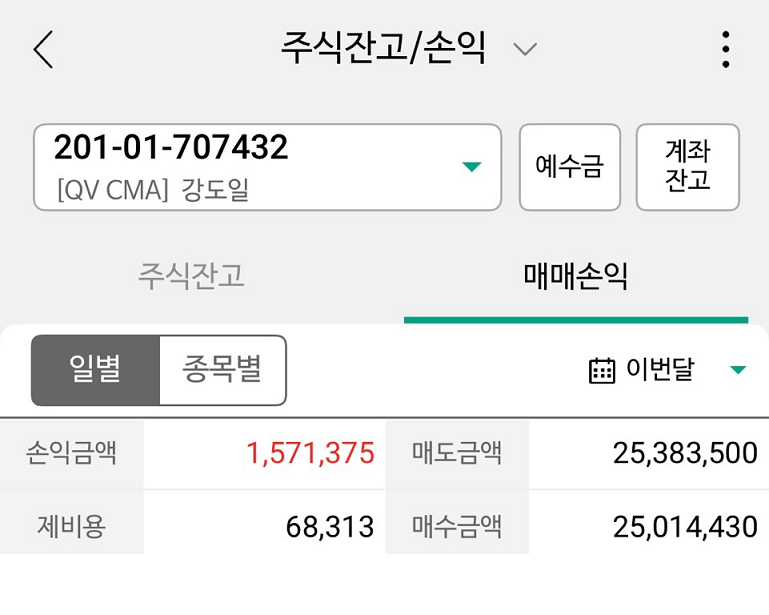 주식잔고/손익
201-01-707432
[QV CMA] 강도일
예수금
계좌
잔고
주식잔고
매매손익
일별
종목별
이번달
손익금액 1,571,375 매도금액 25,383,500
제비용 68,313 매수금액 25,014,430